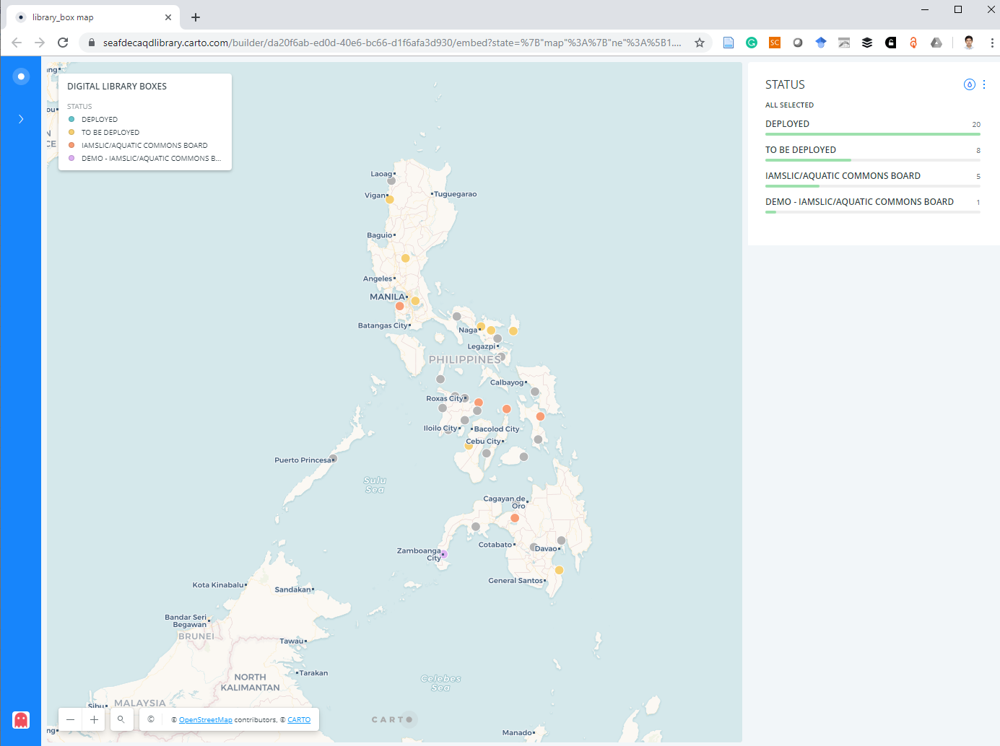 library_box map
seafdecaqdlibrary.carto.com/builder/da20f6ab-ed0d-40e6-bc66-d1f6afa3d930/embed?state=%7B"map"%3A%7B"ne"%3A%5B1....
SC
DIGITAL LIBRARY BOXES
STATUS
DEPLOYED
TO BE DEPLOYED
IAMSLIC/AQUATIC COMMONS BOARD
DEMO - IAMSLIC/AQUATIC COMMONS B...
STATUS
ALL SELECTED
DEPLOYED 20
TO BE DEPLOYED 8
IAMSLIC/AQUATIC COMMONS BOARD 5
DEMO - IAMSLIC/AQUATIC COMMONS BOARD 1
Laoag
Vigan
Tuguegarao
Baguio
Angeles
MANILA
Batangas City
Naga
Legazpi
PHILIPPINES
Calbayog
Roxas City
Iloilo City
Bacolod City
Cebu City
Puerto Princesa
Sulu
Sea
Cagayan de
Oro
Zamboanga
City
Cotabato
Davao
General Santos
Kota Kinabalu
Sandakan
Bandar Seri
Begawan
BRUNEI
Tawau
Tarakan
NORTH
KALIMANTAN
Celebes
Sea
MALAYSIA
Sibu
Manado
CARTO
© © OpenStreetMap contributors, © CARTO